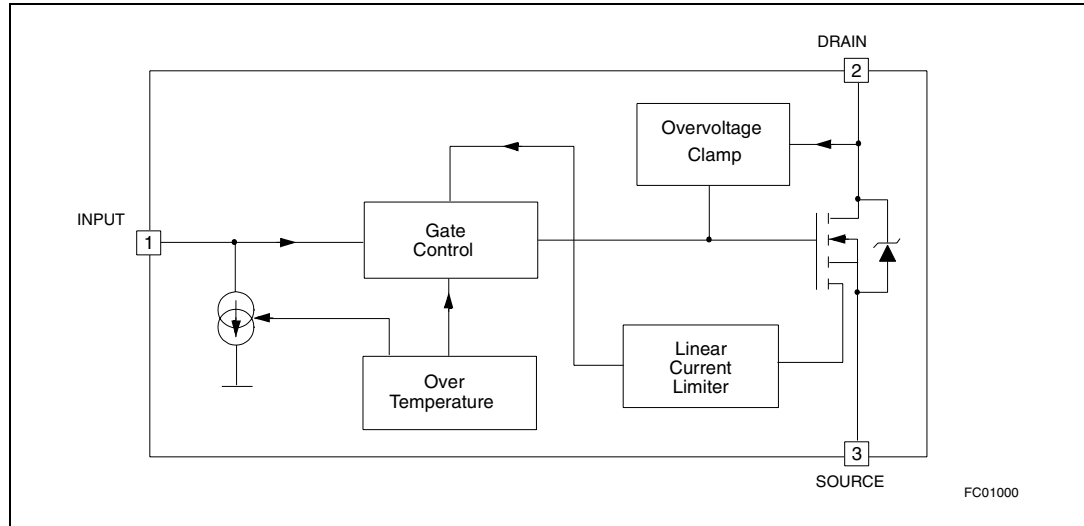 DRAIN
2
Overvoltage
Clamp
INPUT
1
Gate
Control
Over
Temperature
Linear
Current
Limiter
3
SOURCE
FC01000